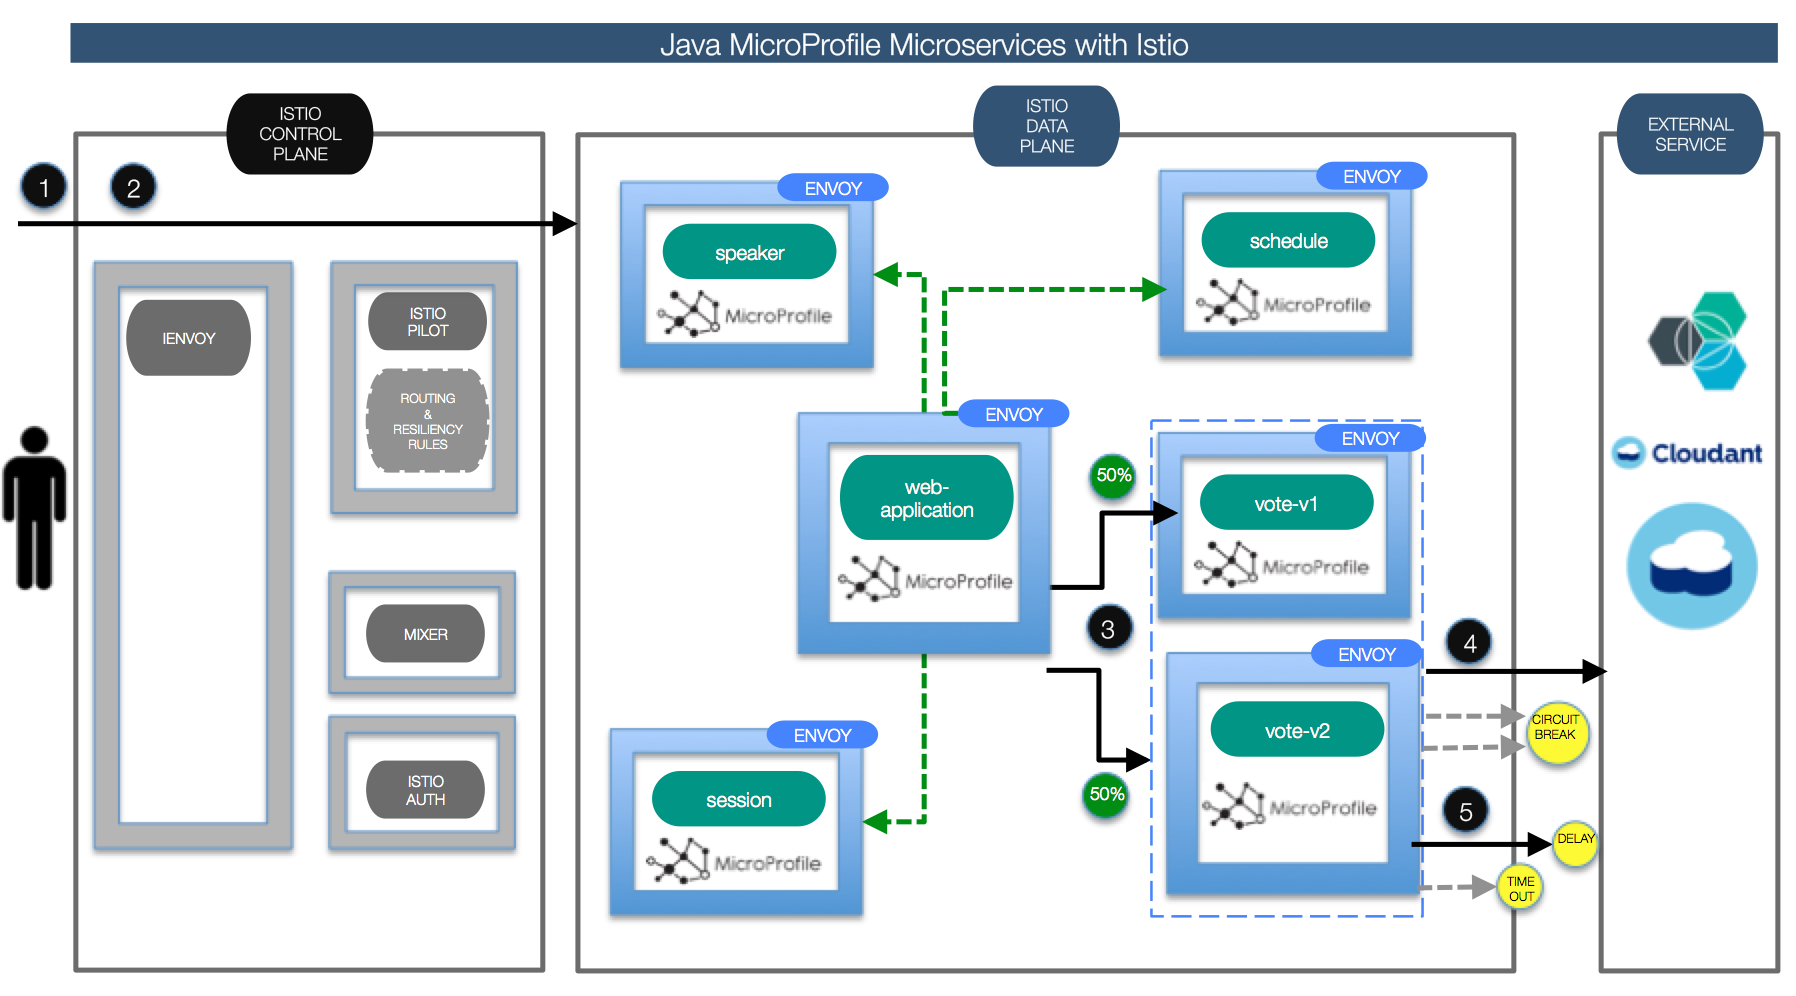 Java MicroProfile Microservices with Istio
ISTIO
CONTROL
PLANE
1
2
IENVOY
ISTIO
PILOT
ROUTING
&
RESILIENCY
RULES
MIXER
ISTIO
AUTH
ISTIO
DATA
PLANE
ENVOY
speaker
MicroProfile
ENVOY
schedule
MicroProfile
ENVOY
web-
application
MicroProfile
50%
ENVOY
vote-v1
MicroProfile
3
50%
ENVOY
vote-v2
MicroProfile
ENVOY
session
MicroProfile
4
CIRCUIT
BREAK
5
DELAY
TIME
OUT
EXTERNAL
SERVICE
Cloudant